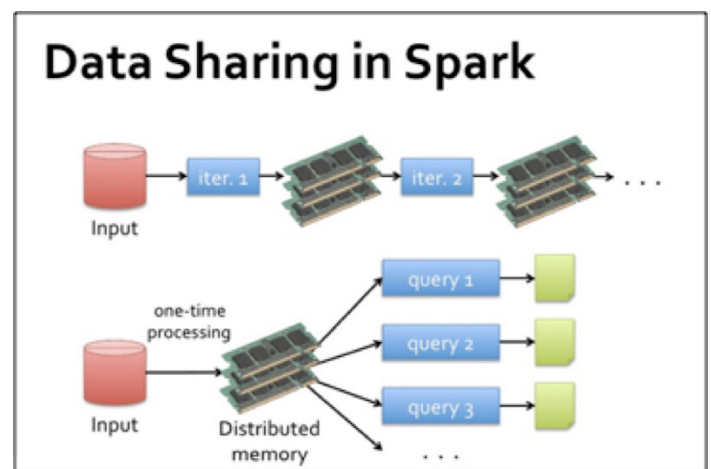 Data Sharing in Spark
iter. 1
iter. 2
. . .
Input
one-time
processing
query 1
query 2
query 3
Input
Distributed
memory
. . .